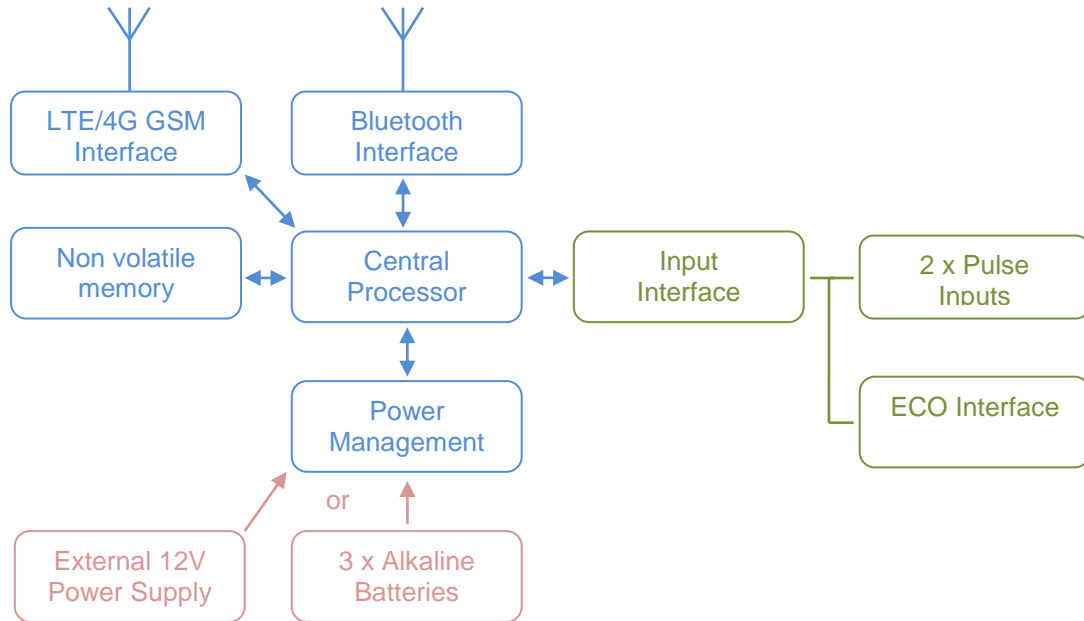 LTE/4G GSM
Interface
Bluetooth
Interface
Non volatile
memory
Central
Processor
Input
Interface
2 x Pulse
Inputs
ECO Interface
Power
Management
or
External 12V
Power Supply
3 x Alkaline
Batteries